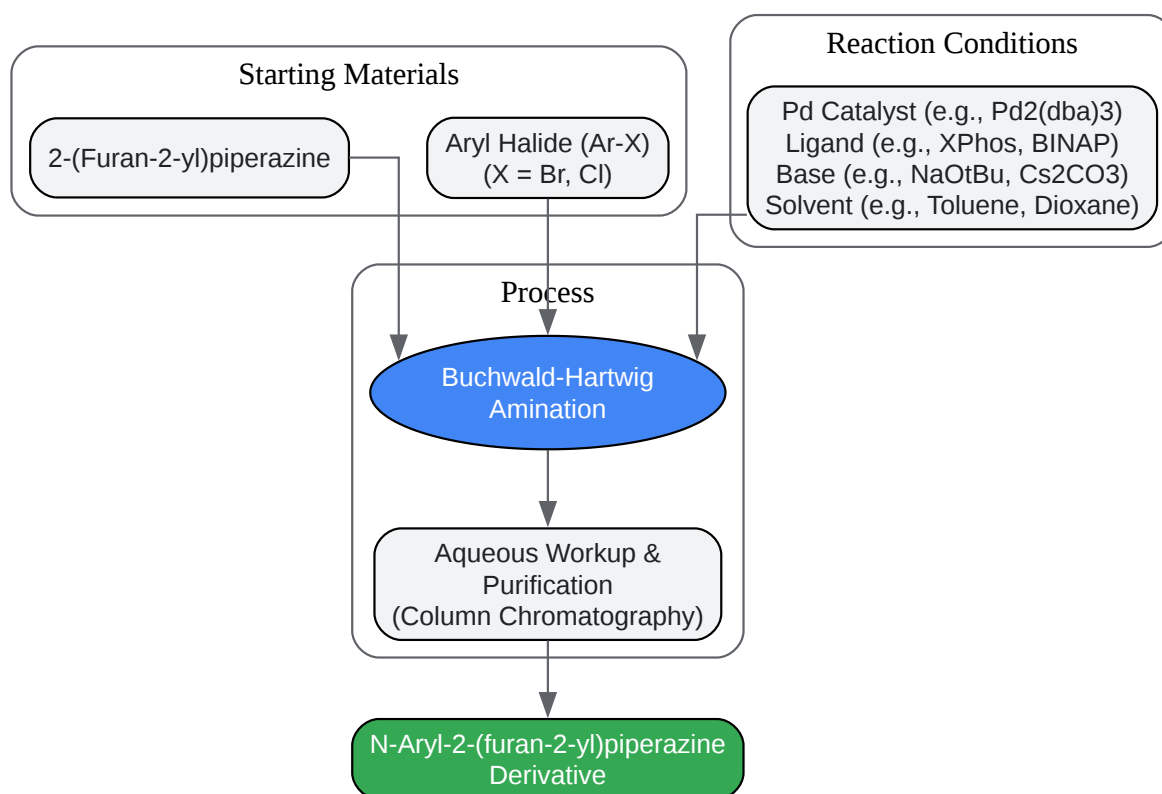 Starting Materials
2-(Furan-2-yl)piperazine
Aryl Halide (Ar-X)
(X = Br, Cl)
Reaction Conditions
Pd Catalyst (e.g., Pd2(dba)3)
Ligand (e.g., XPhos, BINAP)
Base (e.g., NaOtBu, Cs2CO3)
Solvent (e.g., Toluene, Dioxane)
Process
Buchwald-Hartwig
Amination
Aqueous Workup &
Purification
(Column Chromatography)
N-Aryl-2-(furan-2-yl)piperazine
Derivative